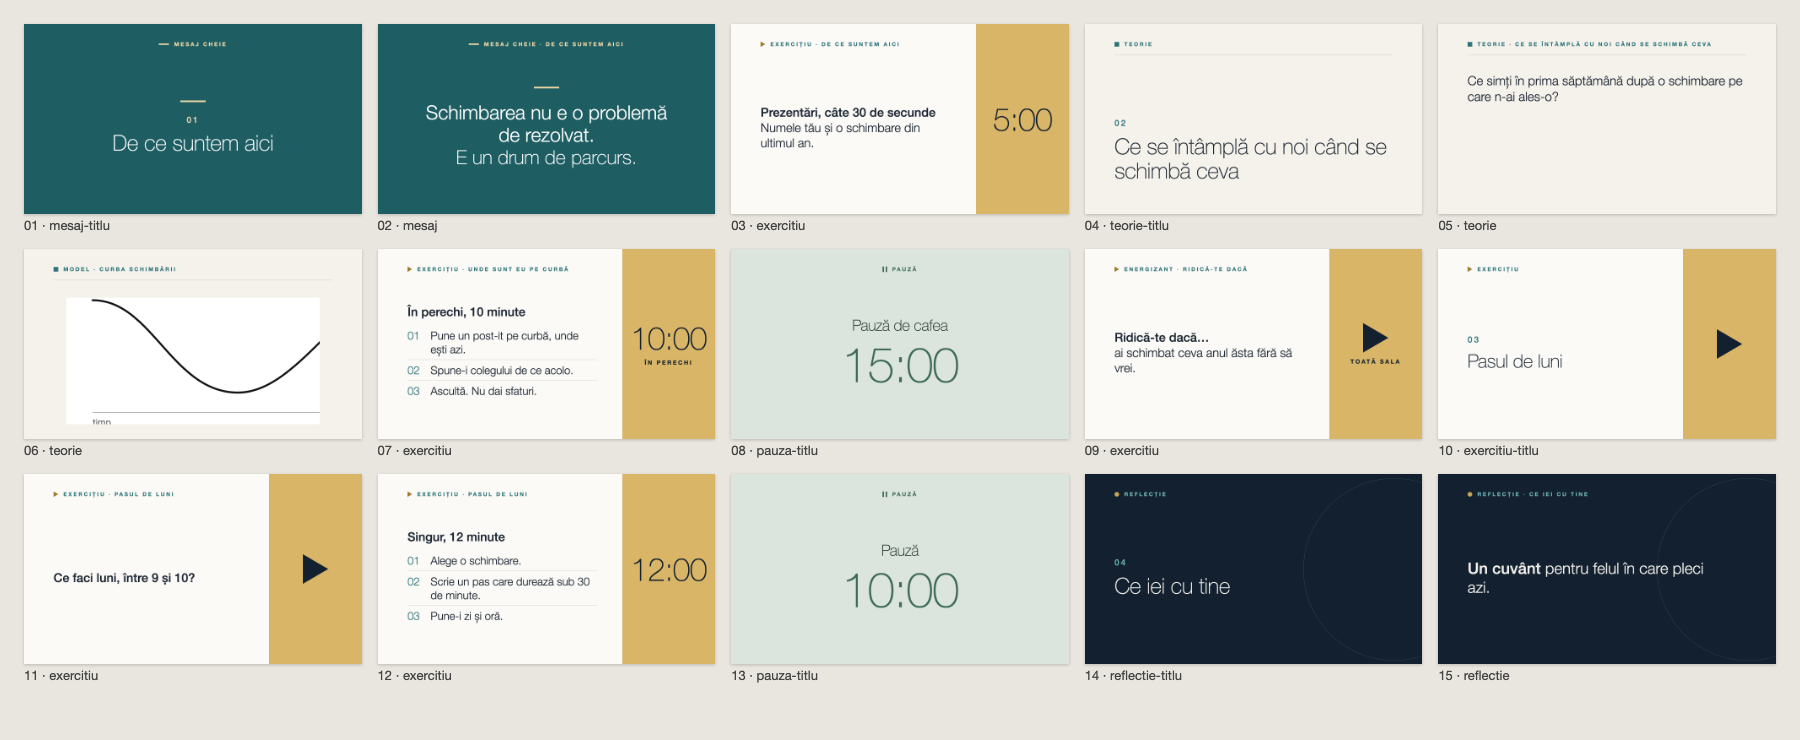 MESAJ CHEIE
01
De ce suntem aici
01 · mesaj-titlu
MESAJ CHEIE · DE CE SUNTEM AICI
Schimbarea nu e o problemă
de rezolvat.
E un drum de parcurs.
02 · mesaj
EXERCIȚIU · DE CE SUNTEM AICI
Prezentări, câte 30 de secunde
Numele tău și o schimbare din
ultimul an.
5:00
03 · exercitiu
TEORIE
02
Ce se întâmplă cu noi când se
schimbă ceva
04 · teorie-titlu
TEORIE · CE SE ÎNTÂMPLĂ CU NOI CÂND SE SCHIMBĂ CEVA
Ce simți în prima săptămână după o schimbare pe
care n-ai ales-o?
05 · teorie
MODEL · CURBA SCHIMBĂRII
timp
06 · teorie
EXERCIȚIU · UNDE SUNT EU PE CURBĂ
În perechi, 10 minute
01 Pune un post-it pe curbă, unde
ești azi.
02 Spune-i colegului de ce acolo.
03 Ascultă. Nu dai sfaturi.
10:00
ÎN PERECHI
07 · exercitiu
PAUZĂ
Pauză de cafea
15:00
08 · pauza-titlu
ENERGIZANT · RIDICĂ-TE DACĂ
Ridică-te dacă…
ai schimbat ceva anul ăsta fără să
vrei.
TOATĂ SALA
09 · exercitiu
EXERCIȚIU
03
Pasul de luni
10 · exercitiu-titlu
EXERCIȚIU · PASUL DE LUNI
Ce faci luni, între 9 și 10?
11 · exercitiu
EXERCIȚIU · PASUL DE LUNI
Singur, 12 minute
01 Alege o schimbare.
02 Scrie un pas care durează sub 30
de minute.
03 Pune-i zi și oră.
12:00
12 · exercitiu
PAUZĂ
Pauză
10:00
13 · pauza-titlu
REFLECȚIE
04
Ce iei cu tine
14 · reflectie-titlu
REFLECȚIE · CE IEI CU TINE
Un cuvânt pentru felul în care pleci
azi.
15 · reflectie